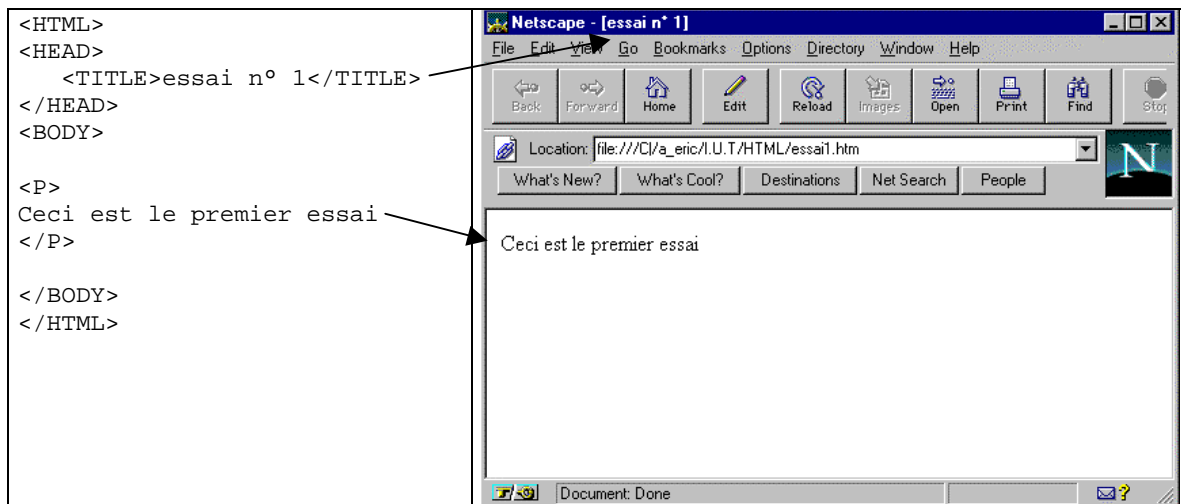 <HTML>
<HEAD>
<TITLE>essai n° 1</TITLE>
</HEAD>
<BODY>
<P>
Ceci est le premier essai
</P>
</BODY>
</HTML>
Netscape - [essai n° 1]
File Edit View Go Bookmarks Options Directory Window Help
Back Forward Home Edit Reload Images Open Print Find Stop
Location: file:///C|/a_eric/I.U.T/HTML/essai1.htm
N
What's New? What's Cool? Destinations Net Search People
Ceci est le premier essai
Document: Done